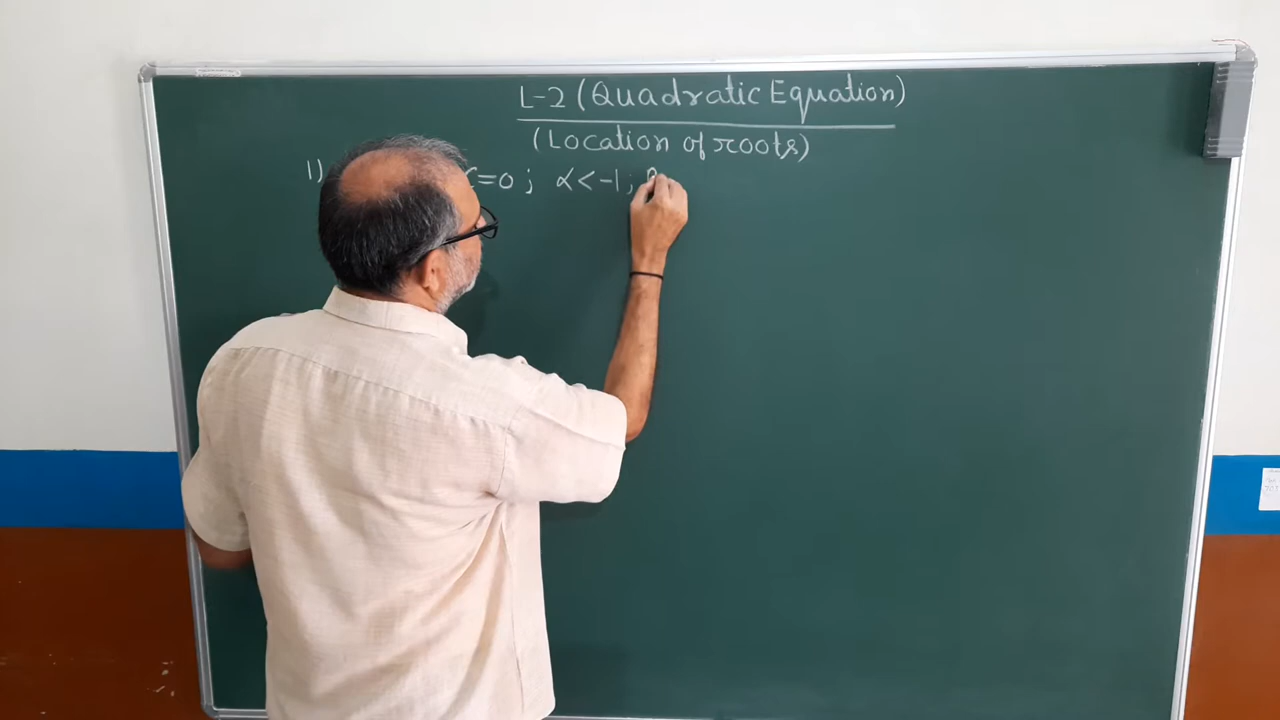 L-2 (Quadratic Equation)
(Location of roots)
1) =0 ; α<-1 ;